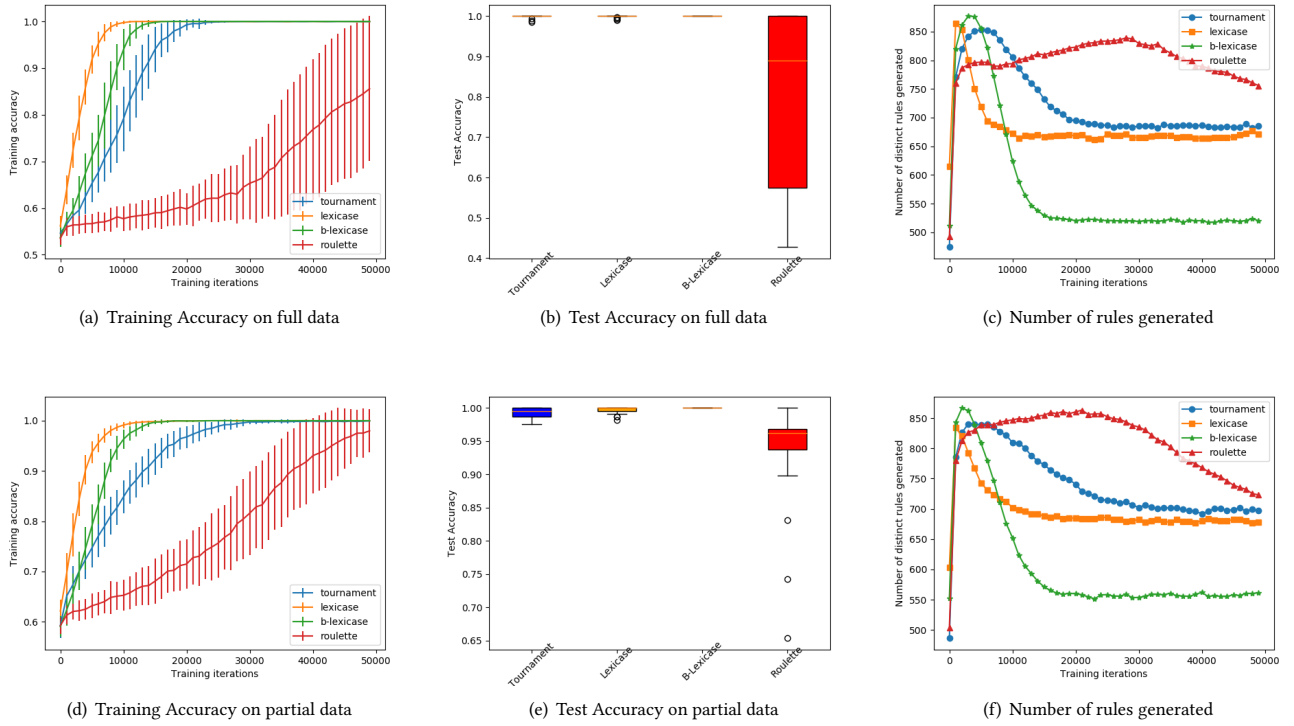 1.0
0.9
0.8
0.7
0.6
0.5
Training accuracy
0 10000 20000 30000 40000 50000
Training iterations
tournament
lexicase
b-lexicase
roulette
(a) Training Accuracy on full data
1.0
0.9
0.8
0.7
0.6
0.5
0.4
Test Accuracy
Tournament
Lexicase
B-Lexicase
Roulette
(b) Test Accuracy on full data
850
800
750
700
650
600
550
500
Number of distinct rules generated
0 10000 20000 30000 40000 50000
Training iterations
tournament
lexicase
b-lexicase
roulette
(c) Number of rules generated
1.0
0.9
0.8
0.7
0.6
Training accuracy
0 10000 20000 30000 40000 50000
Training iterations
tournament
lexicase
b-lexicase
roulette
(d) Training Accuracy on partial data
1.00
0.95
0.90
0.85
0.80
0.75
0.70
0.65
Test Accuracy
Tournament
Lexicase
B-Lexicase
Roulette
(e) Test Accuracy on partial data
850
800
750
700
650
600
550
500
Number of distinct rules generated
0 10000 20000 30000 40000 50000
Training iterations
tournament
lexicase
b-lexicase
roulette
(f) Number of rules generated